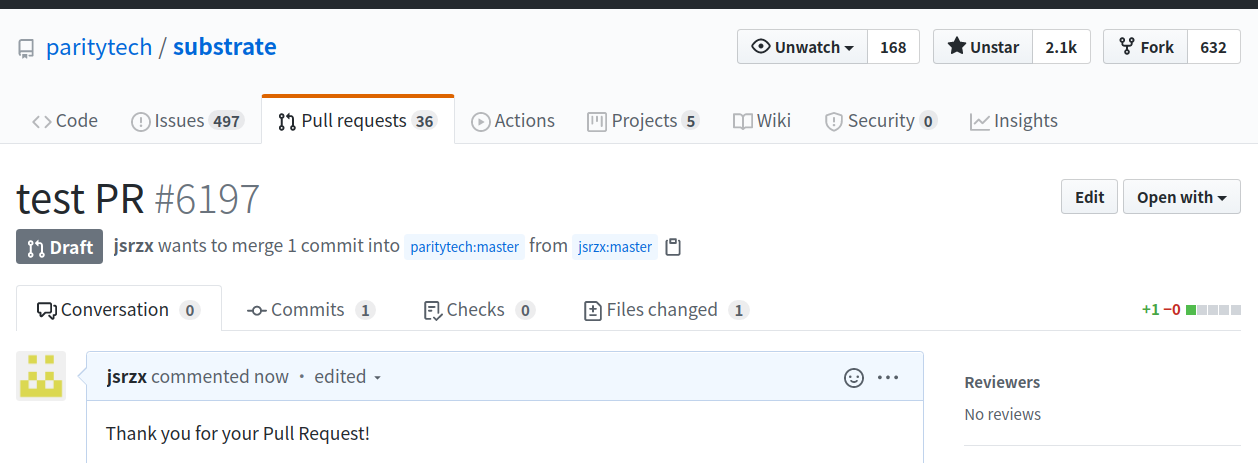 paritytech / substrate Unwatch 168 Unstar 2.1k Fork 632
Code Issues 497 Pull requests 36 Actions Projects 5 Wiki Security 0 Insights
test PR #6197 Edit Open with
Draft jsrzx wants to merge 1 commit into paritytech:master from jsrzx:master
Conversation 0 Commits 1 Checks 0 Files changed 1 +1 −0
jsrzx commented now • edited
Reviewers
No reviews
Thank you for your Pull Request!